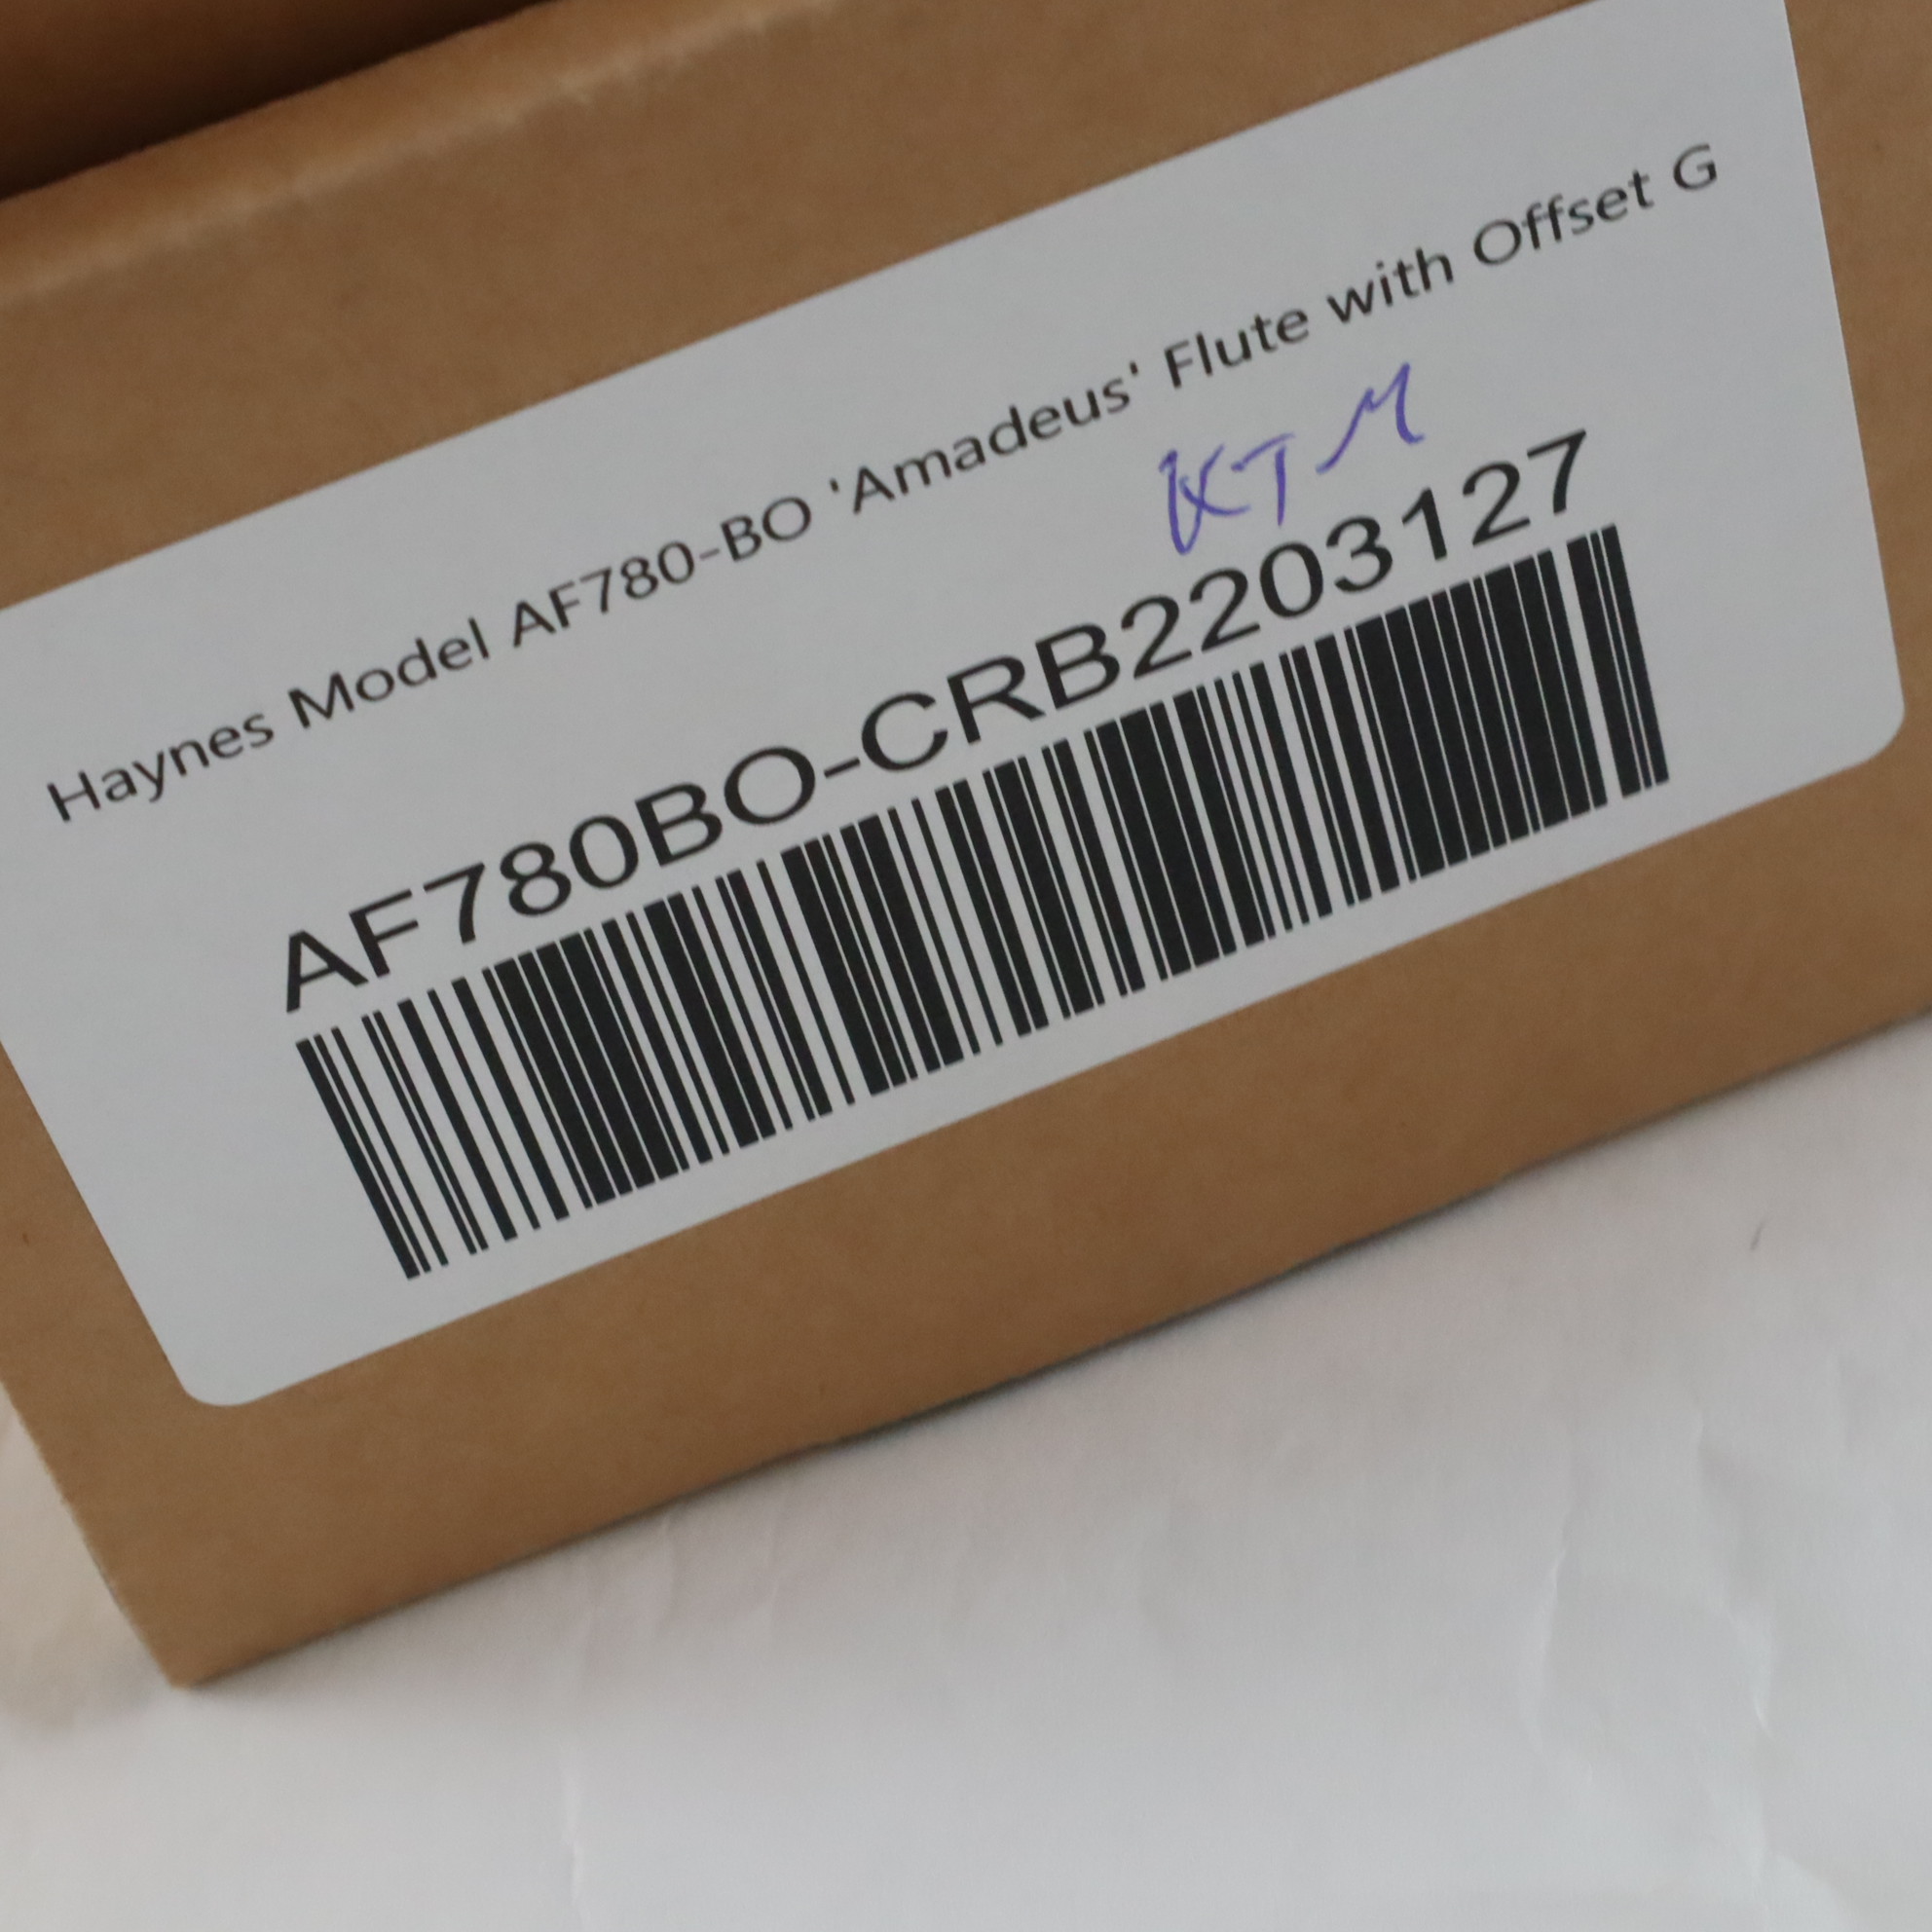 Haynes Model AF780-BO 'Amadeus' Flute with Offset G
KTM
AF780BO-CRB2203127